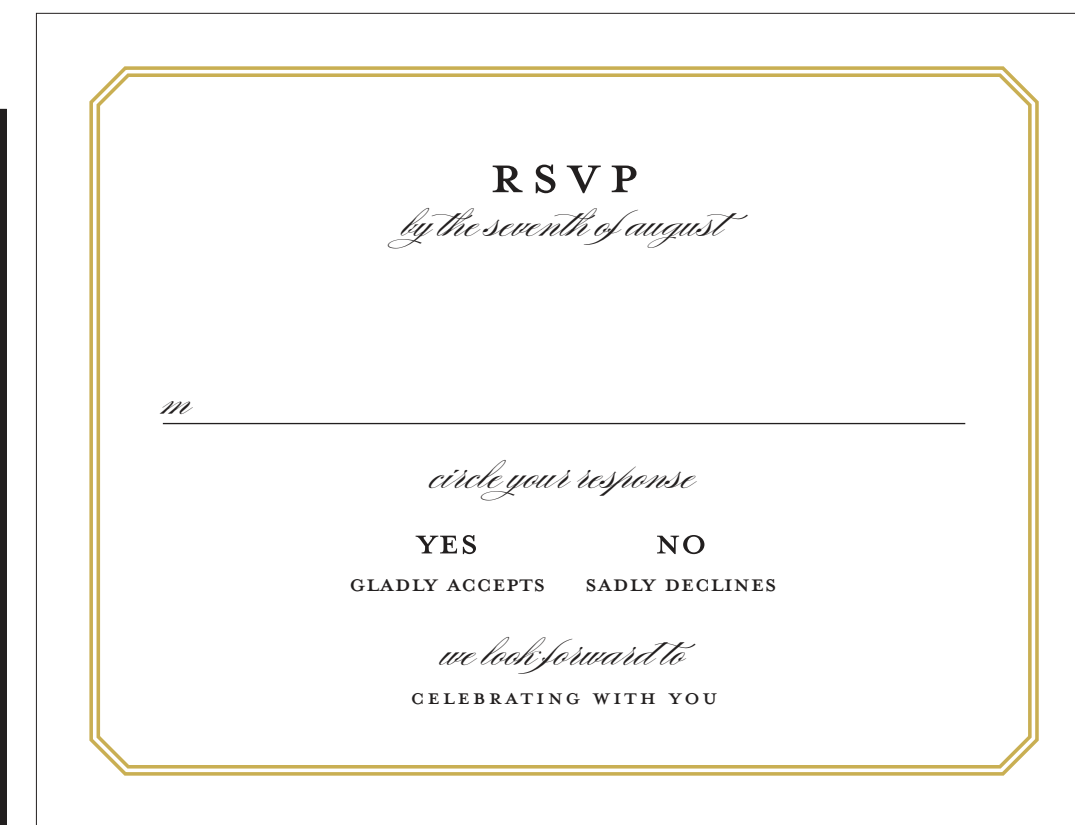 RSVP
by the seventh of august
m
circle your response
YES NO
GLADLY ACCEPTS SADLY DECLINES
we look forward to
CELEBRATING WITH YOU